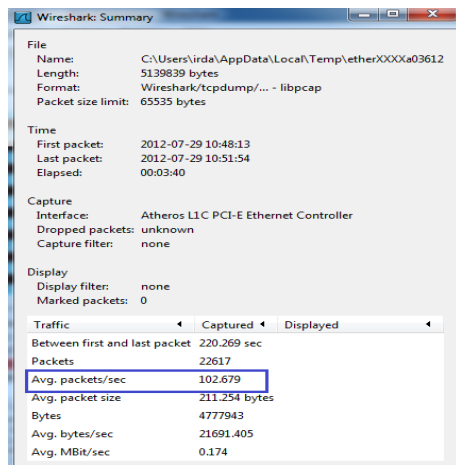 Wireshark: Summary
File
Name: C:\Users\irda\AppData\Local\Temp\etherXXXXa03612
Length: 5139839 bytes
Format: Wireshark/tcpdump/... - libpcap
Packet size limit: 65535 bytes
Time
First packet: 2012-07-29 10:48:13
Last packet: 2012-07-29 10:51:54
Elapsed: 00:03:40
Capture
Interface: Atheros L1C PCI-E Ethernet Controller
Dropped packets: unknown
Capture filter: none
Display
Display filter: none
Marked packets: 0
Traffic Captured Displayed
Between first and last packet 220.269 sec
Packets 22617
Avg. packets/sec 102.679
Avg. packet size 211.254 bytes
Bytes 4777943
Avg. bytes/sec 21691.405
Avg. MBit/sec 0.174